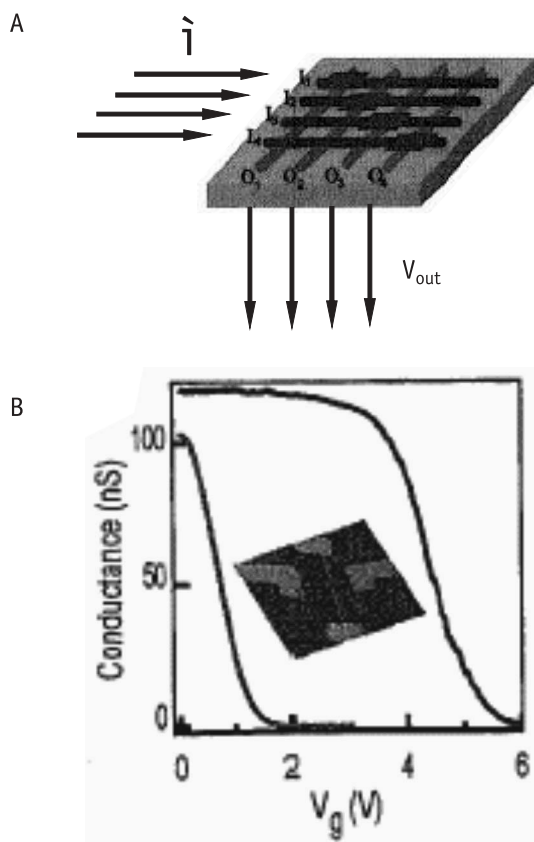 A
ì
I₁
I₂
I₃
I₄
O₁ O₂ O₃ O₄
Vout
B
Conductance (nS)
100
50
0
0 2 4 6
Vg (V)